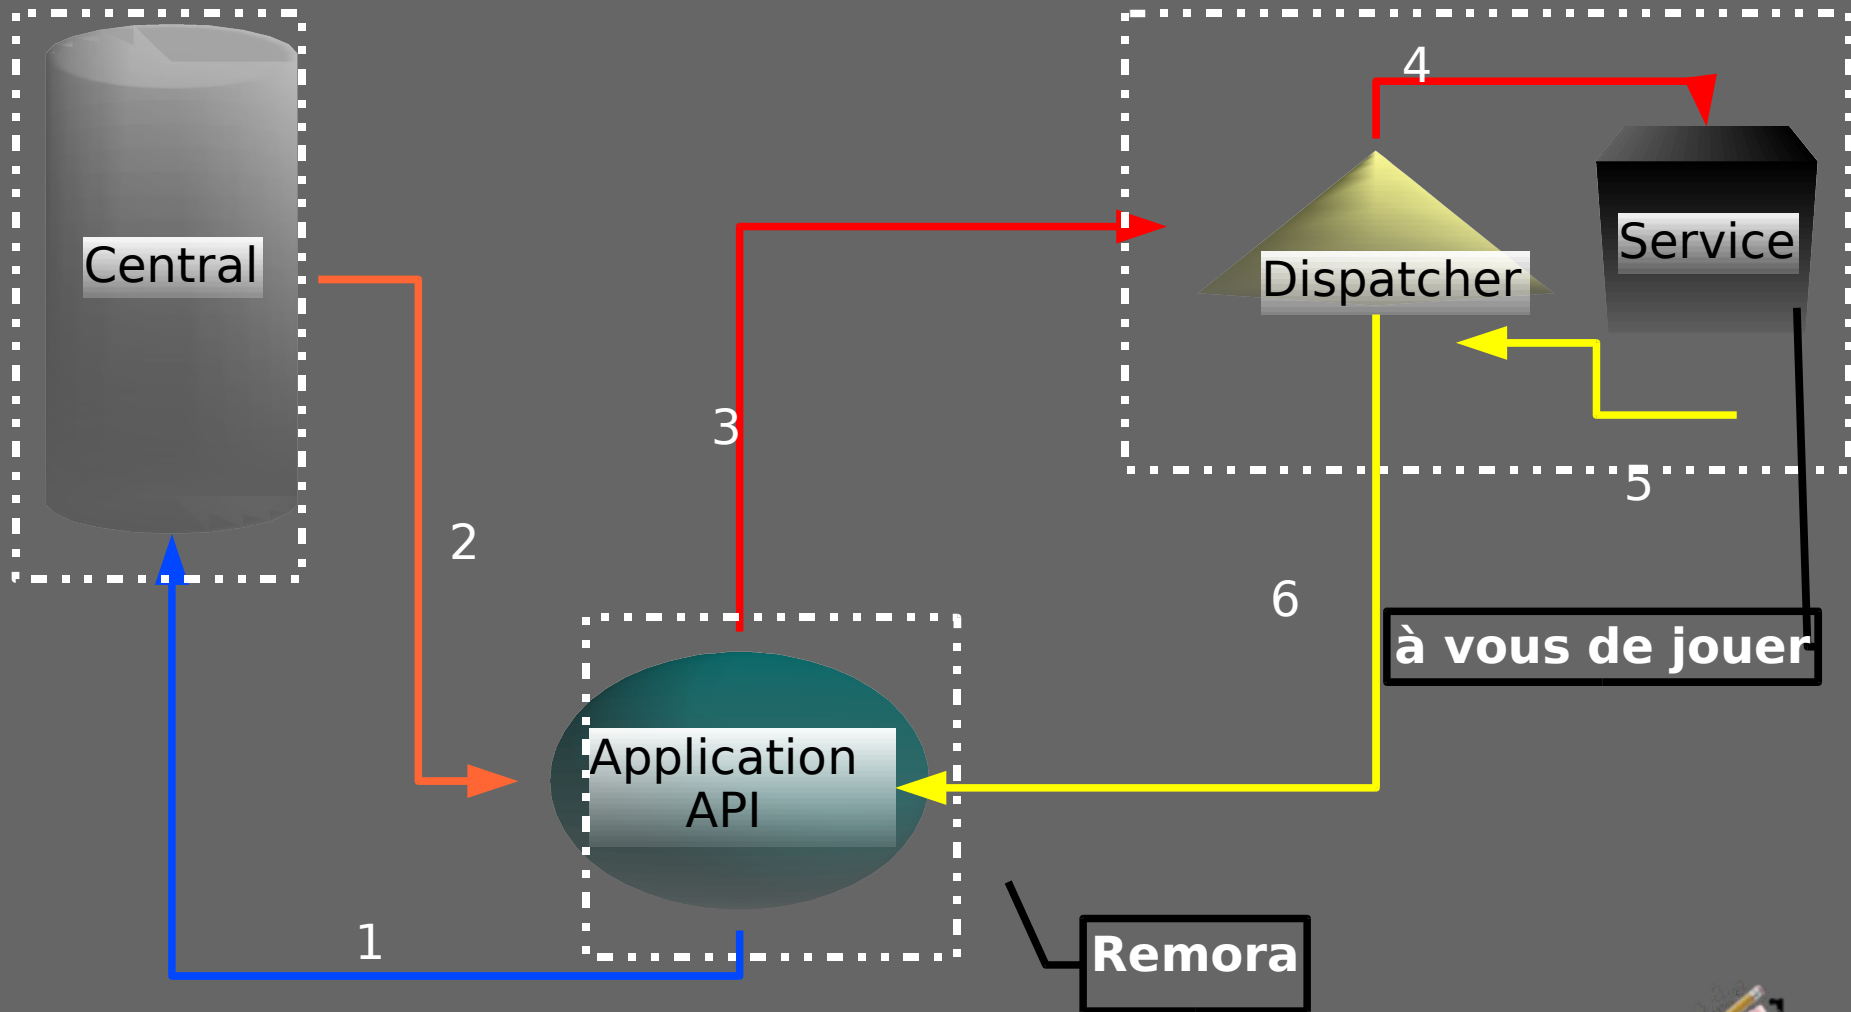 4
Central
Service
Dispatcher
3
5
2
6
à vous de jouer
Application
API
1
Remora